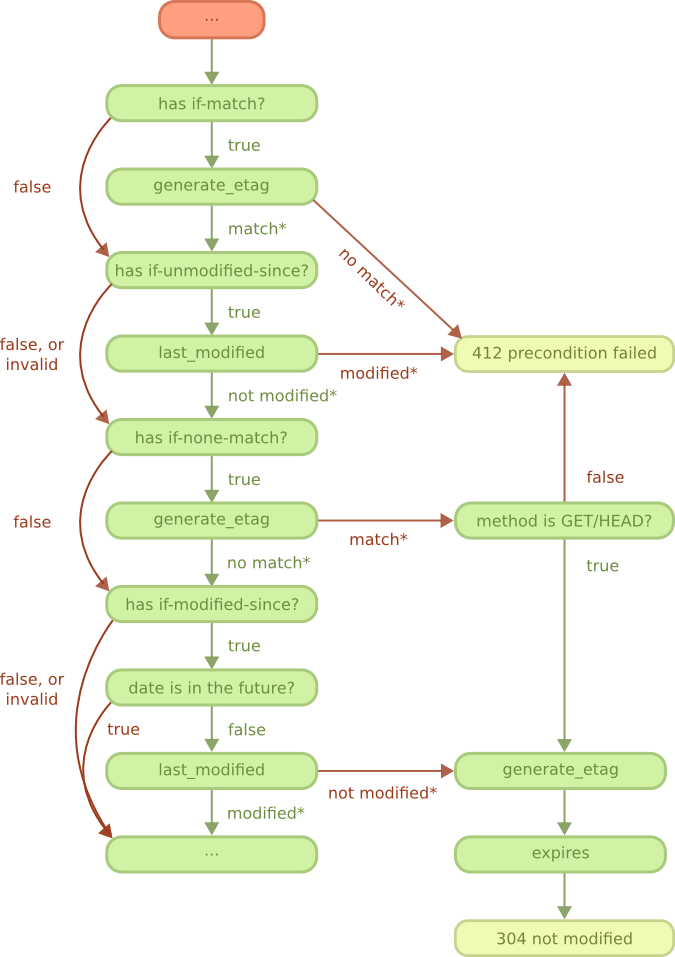 ...
has if-match?
true
false
generate_etag
match*
no match*
has if-unmodified-since?
true
false, or
invalid
last_modified
modified*
412 precondition failed
not modified*
has if-none-match?
true
false
false
generate_etag
match*
method is GET/HEAD?
no match*
true
has if-modified-since?
true
false, or
invalid
date is in the future?
true
false
last_modified
not modified*
generate_etag
modified*
...
expires
304 not modified